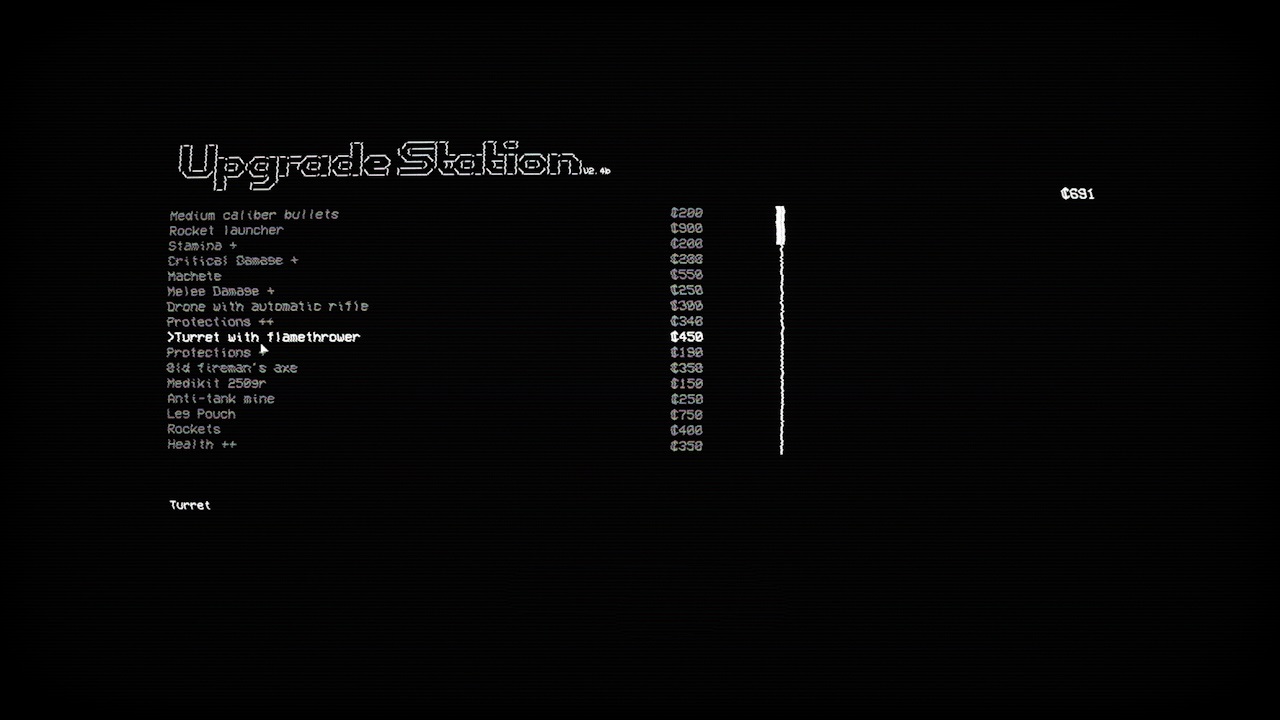 Upgrade Station v2.4b
₵691
Medium caliber bullets ₵200
Rocket launcher ₵900
Stamina + ₵200
Critical Damage + ₵200
Machete ₵550
Melee Damage + ₵250
Drone with automatic rifle ₵300
Protections ++ ₵340
>Turret with flamethrower ₵450
Protections + ₵190
Old fireman's axe ₵350
Medikit 250gr ₵150
Anti-tank mine ₵250
Leg Pouch ₵750
Rockets ₵400
Health ++ ₵350
Turret